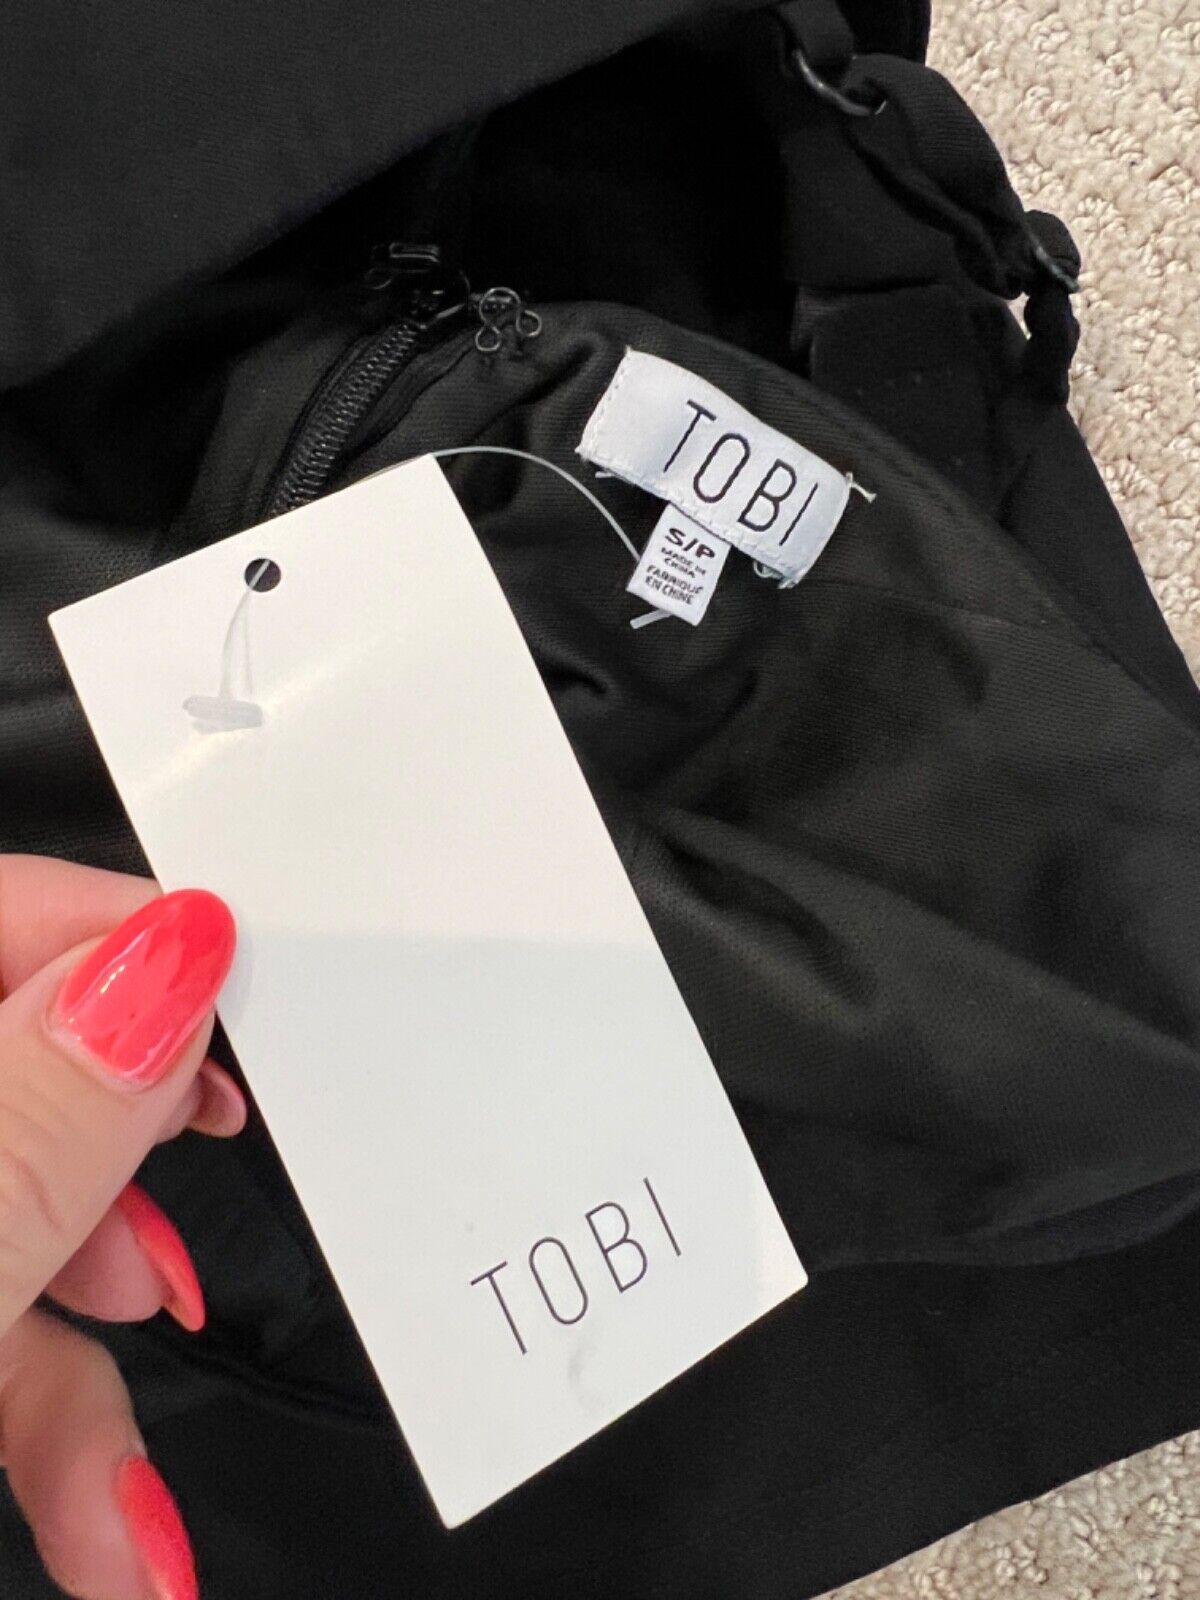 TOBI
S/P
MADE IN
CHINA
FABRIQUÉ
EN CHINE
TOBI